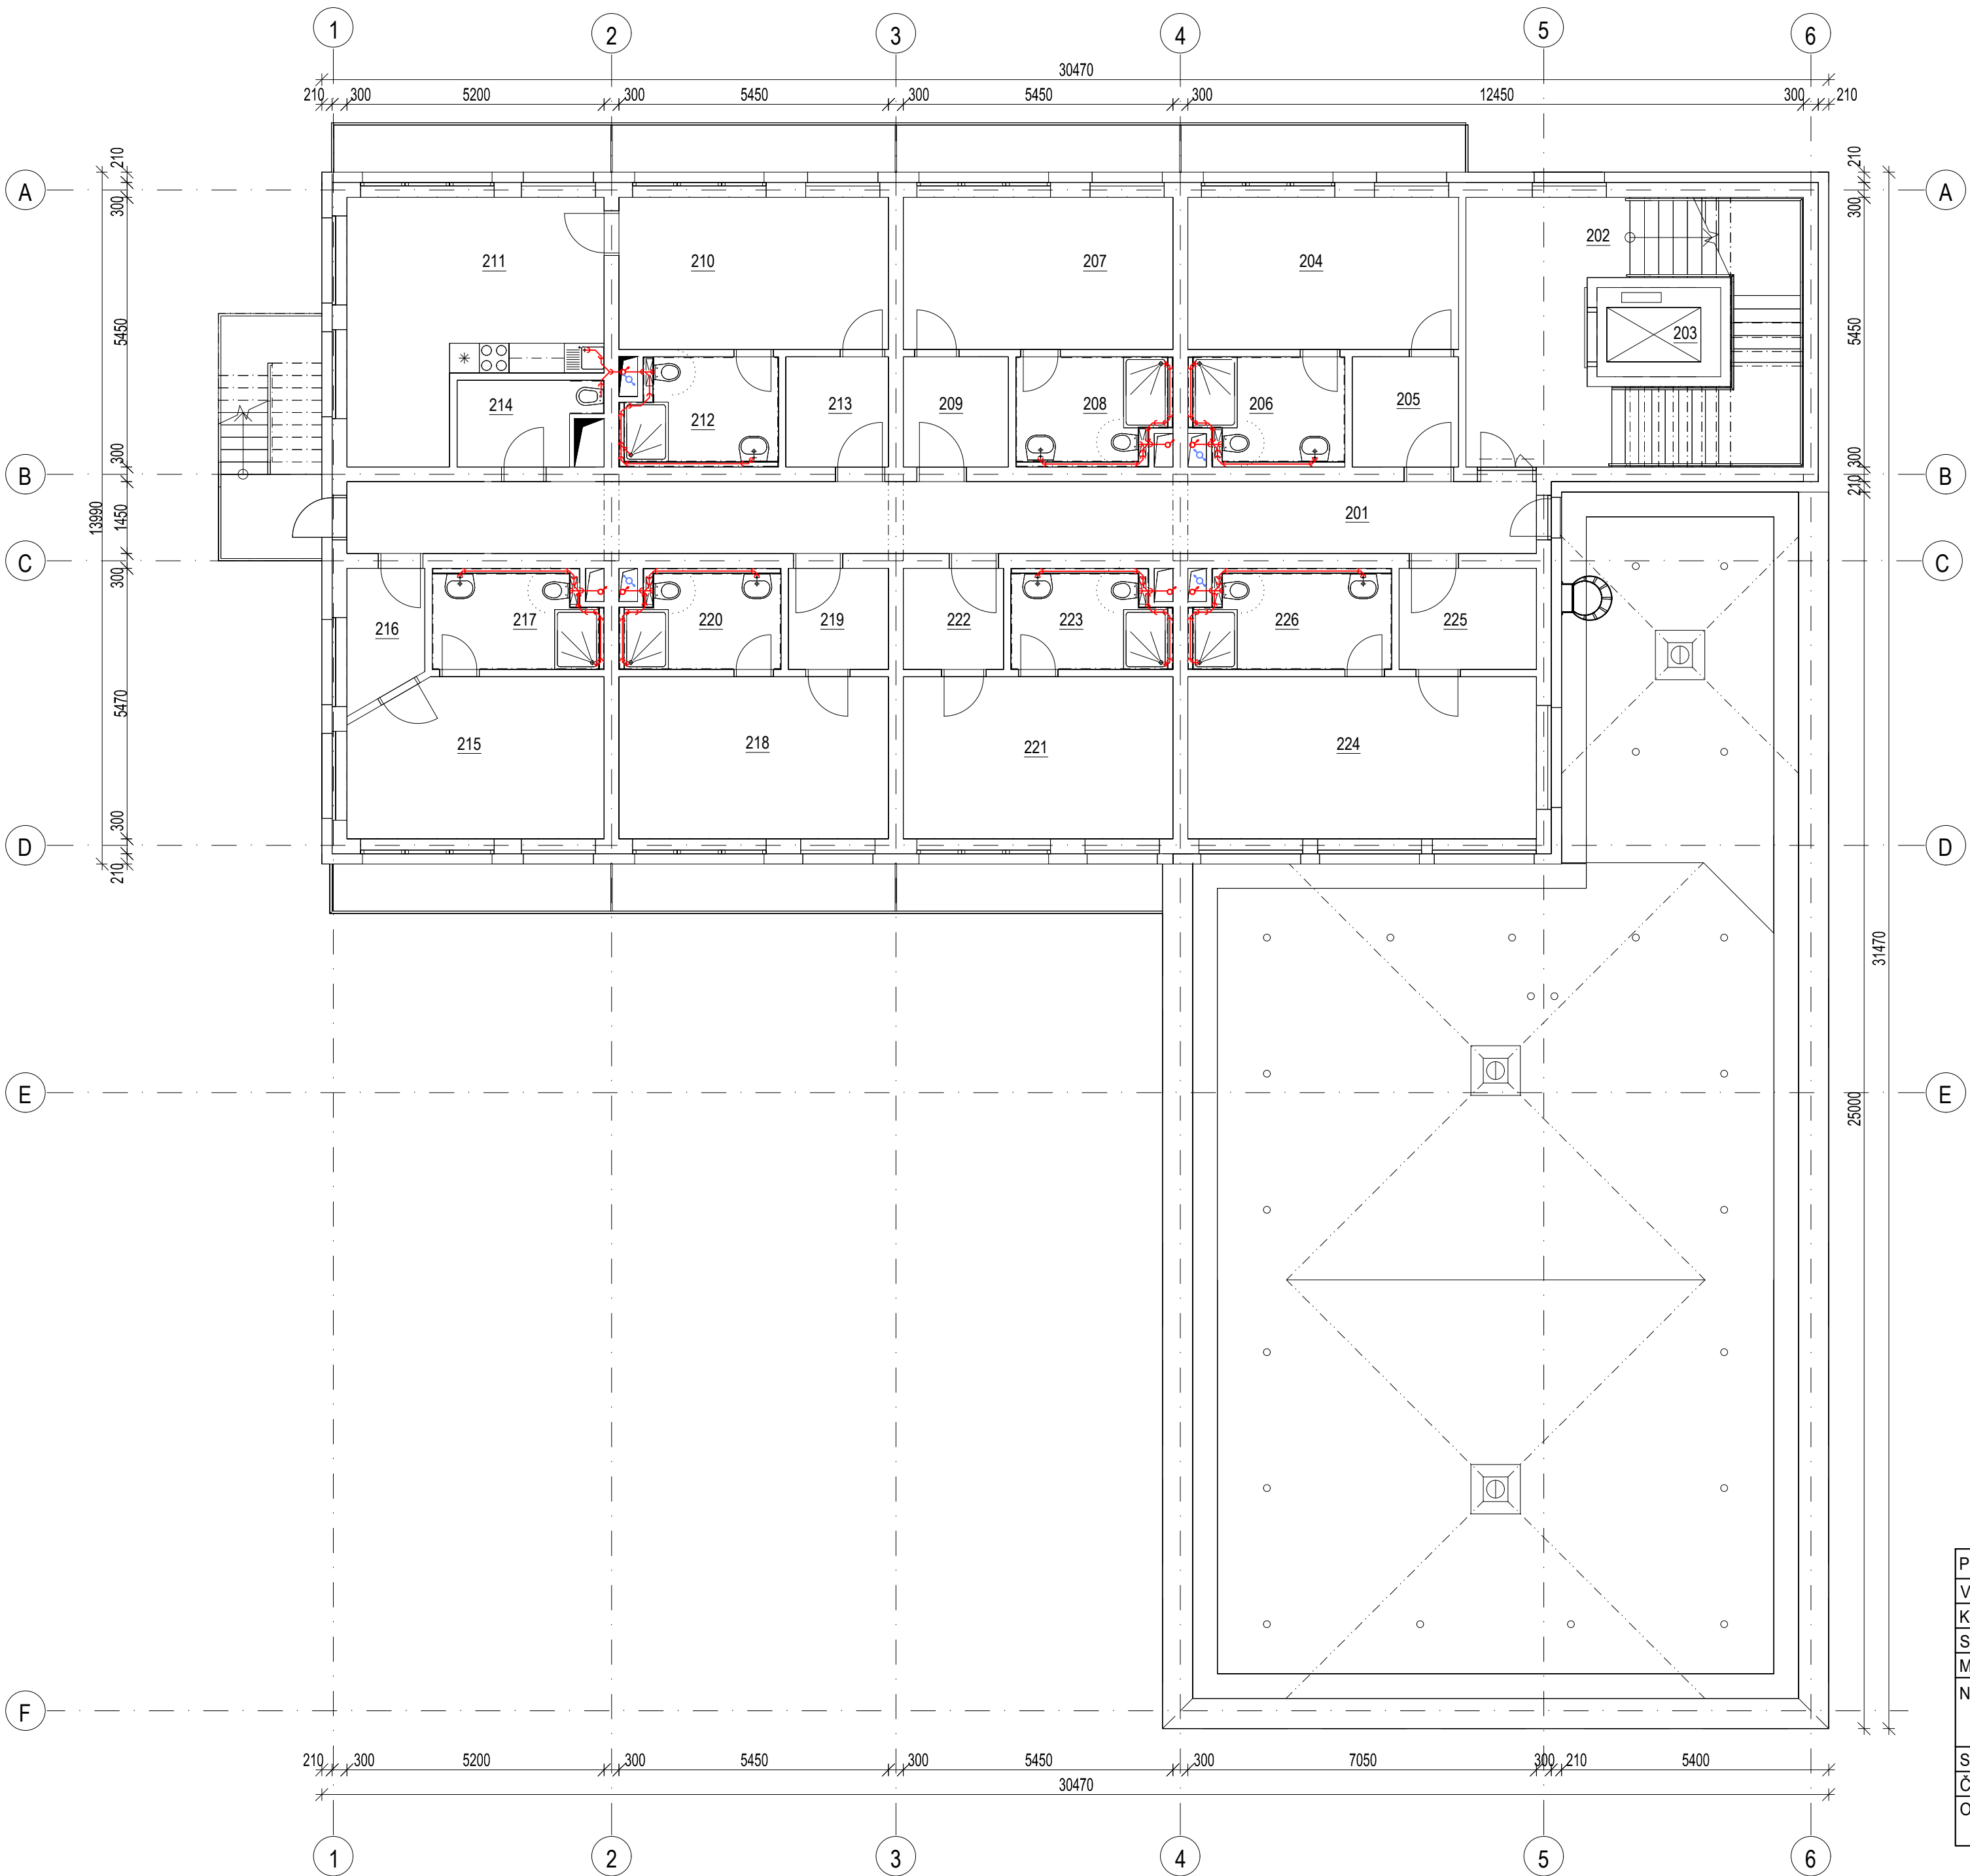 1 2 3 4 5 6
30470
210 300 5200 300 5450 300 5450 300 12450 300 210
A 210 300 210 300 A
211 210 207 204 202
203
5450 5450
214 212 213 209 208 206 205
B 300 300 210 B
13990 1450 201
C 300 C
216 217 220 219 222 223 226 225
5470
215 218 221 224
D 300 210 D
31470
E 25000 E
P
V
K
S
M
N
F
S
Č
O
210 300 5200 300 5450 300 5450 300 7050 300 210 5400
30470
1 2 3 4 5 6